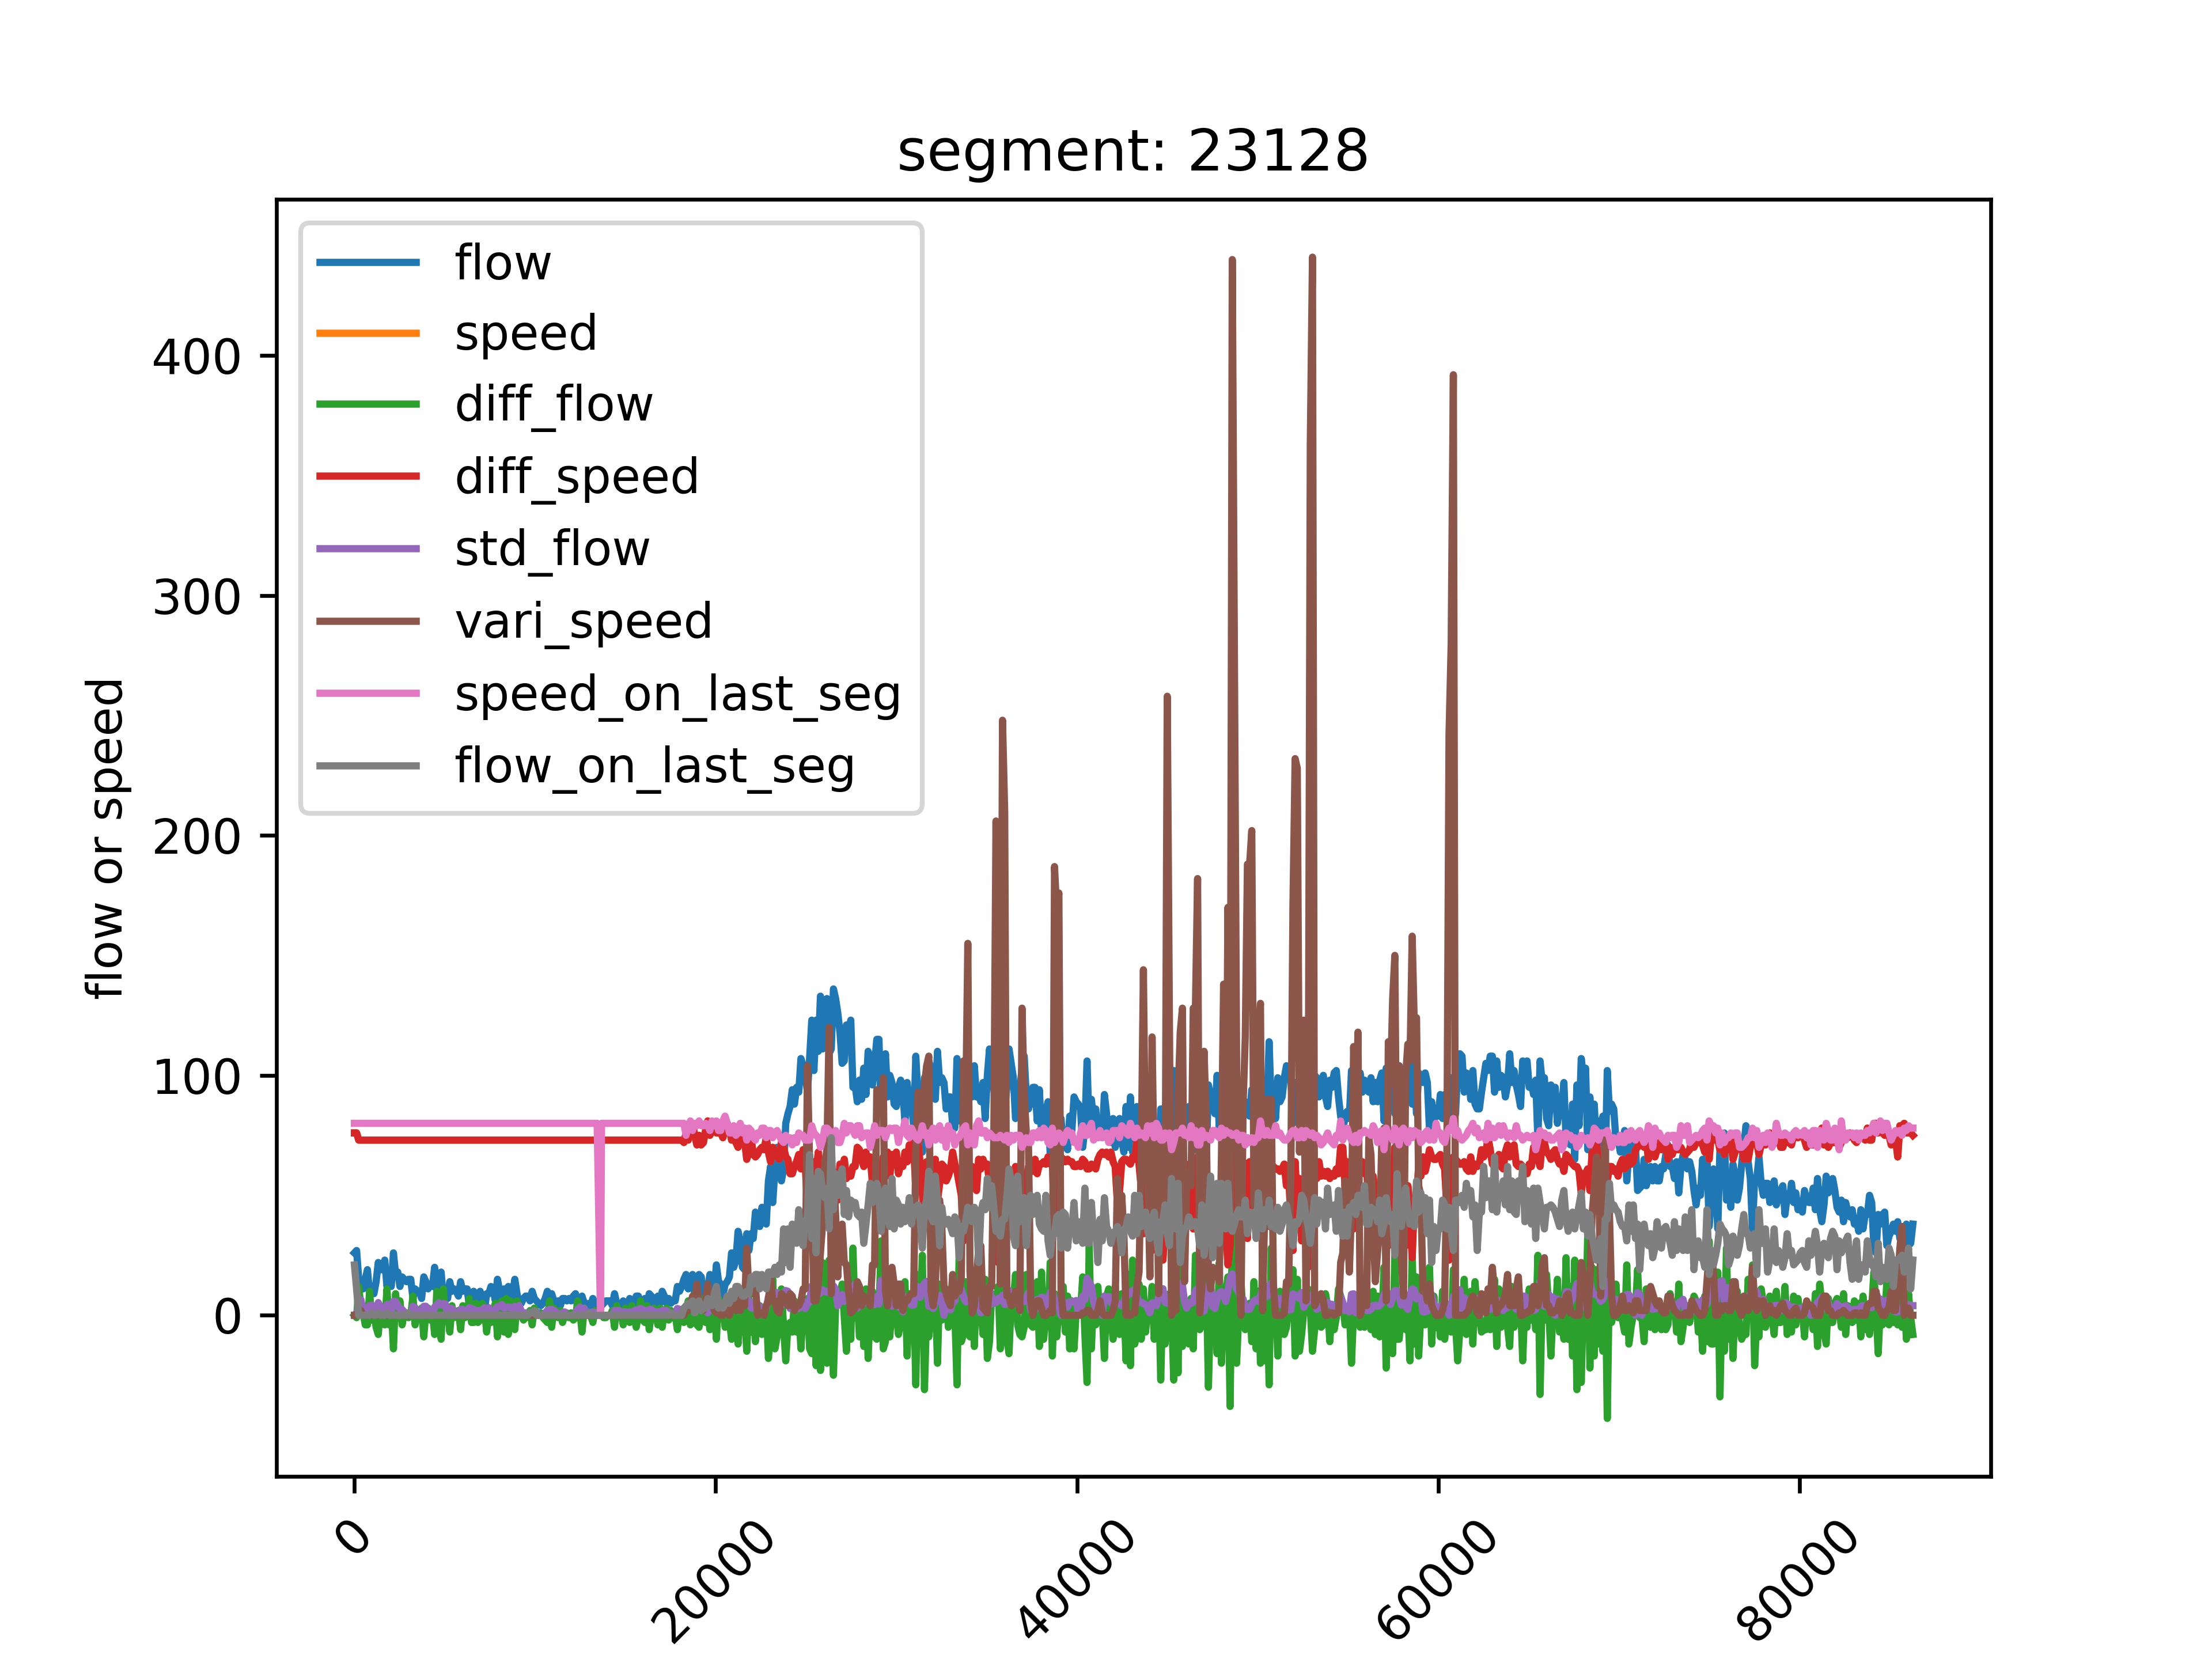 segment: 23128
flow
speed
diff_flow
diff_speed
std_flow
vari_speed
speed_on_last_seg
flow_on_last_seg
flow or speed
400
300
200
100
0
0
20000
40000
60000
80000